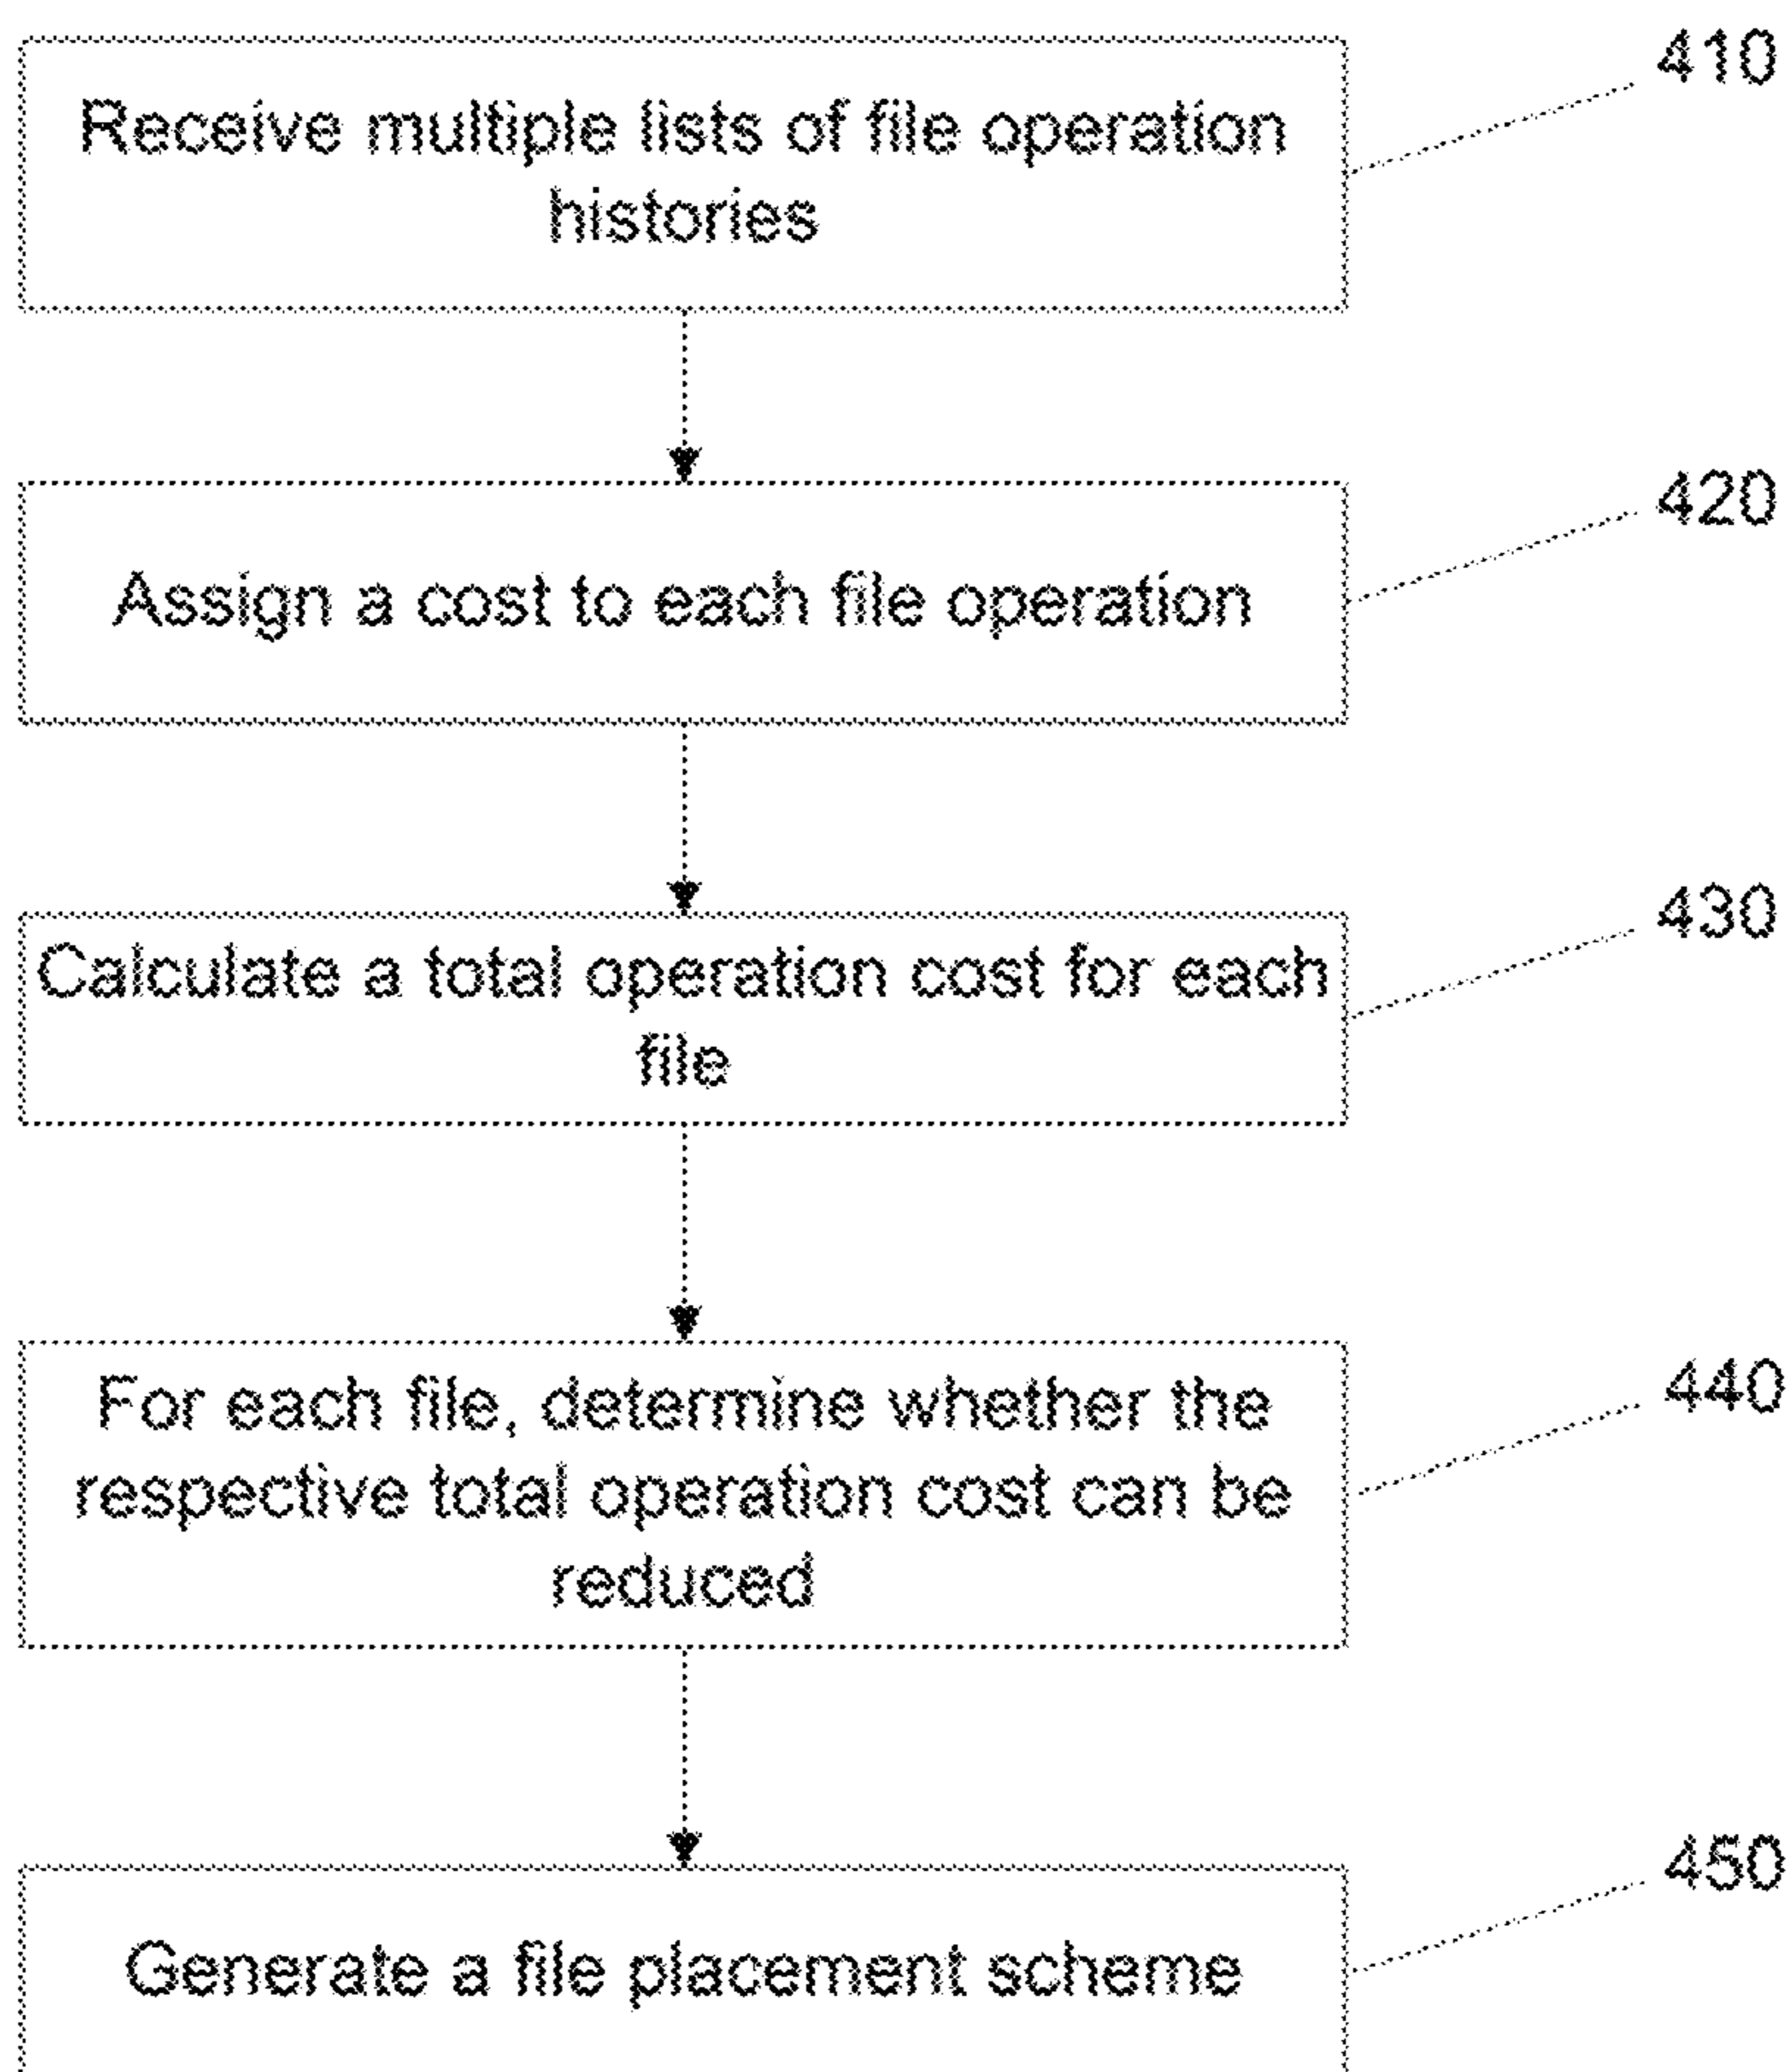 410
Receive multiple lists of file operation
histories
420
Assign a cost to each file operation
430
Calculate a total operation cost for each
file
440
For each file, determine whether the
respective total operation cost can be
reduced
450
Generate a file placement scheme